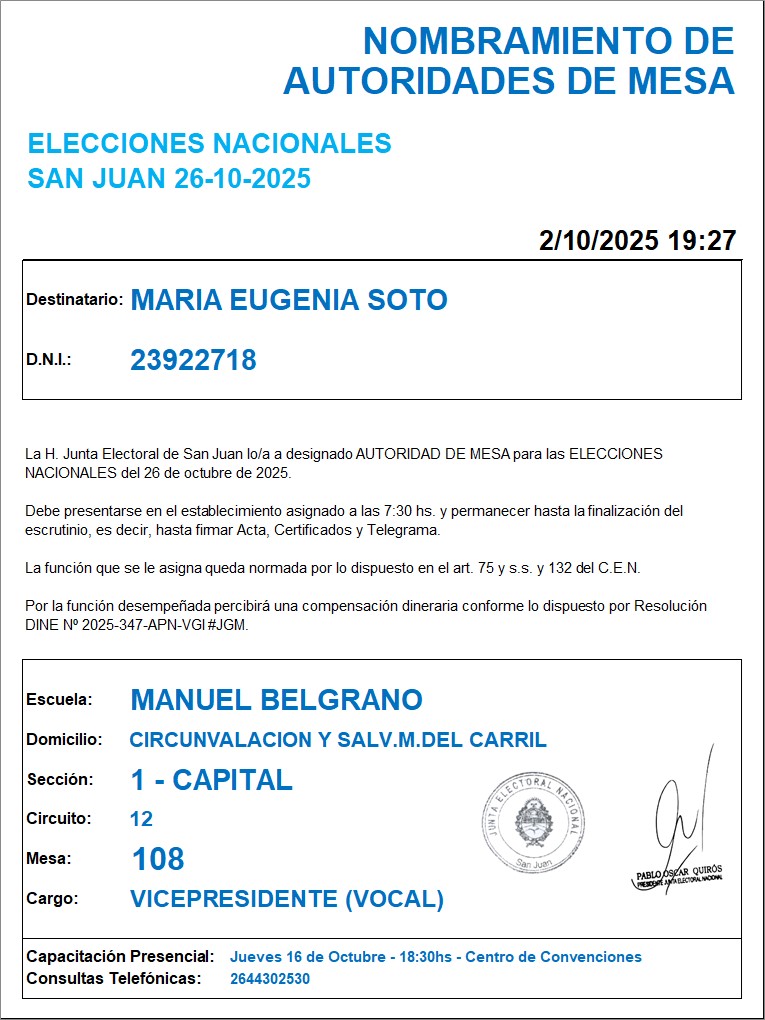 NOMBRAMIENTO DE
AUTORIDADES DE MESA
ELECCIONES NACIONALES
SAN JUAN 26-10-2025
2/10/2025 19:27
Destinatario: MARIA EUGENIA SOTO
D.N.I.: 23922718
La H. Junta Electoral de San Juan lo/a a designado AUTORIDAD DE MESA para las ELECCIONES
NACIONALES del 26 de octubre de 2025.
Debe presentarse en el establecimiento asignado a las 7:30 hs. y permanecer hasta la finalización del
escrutinio, es decir, hasta firmar Acta, Certificados y Telegrama.
La función que se le asigna queda normada por lo dispuesto en el art. 75 y s.s. y 132 del C.E.N.
Por la función desempeñada percibirá una compensación dineraria conforme lo dispuesto por Resolución
DINE Nº 2025-347-APN-VGI#JGM.
Escuela: MANUEL BELGRANO
Domicilio: CIRCUNVALACION Y SALV.M.DEL CARRIL
Sección: 1 - CAPITAL
Circuito: 12
Mesa: 108
Cargo: VICEPRESIDENTE (VOCAL)
JUNTA ELECTORAL NACIONAL
San Juan
PABLO OSCAR QUIRÓS
PRESIDENTE JUNTA ELECTORAL NACIONAL
Capacitación Presencial: Jueves 16 de Octubre - 18:30hs - Centro de Convenciones
Consultas Telefónicas: 2644302530